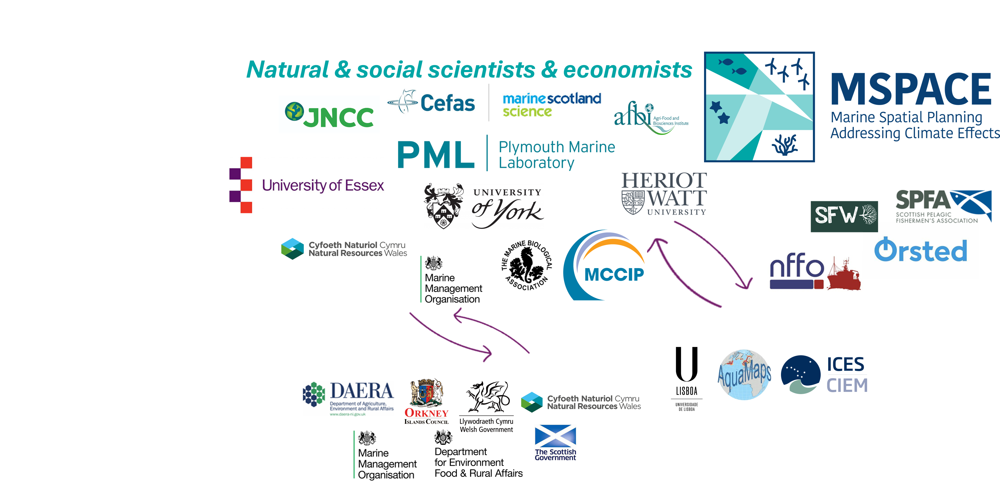 Natural & social scientists & economists
MSPACE
Marine Spatial Planning
Addressing Climate Effects
JNCC
Cefas
marinescotland
science
afbi
Agri-Food and
Biosciences Institute
PML
Plymouth Marine
Laboratory
University of Essex
UNIVERSITY
of York
HERIOT
WATT
UNIVERSITY
SFW
SPFA
SCOTTISH PELAGIC
FISHERMEN'S ASSOCIATION
Cyfoeth Naturiol Cymru
Natural Resources Wales
Marine
Management
Organisation
THE MARINE BIOLOGICAL
ASSOCIATION
MCCIP
nffo
Orsted
DAERA
Department of Agriculture,
Environment and Rural Affairs
www.daera-ni.gov.uk
ORKNEY
ISLANDS COUNCIL
Llywodraeth Cymru
Welsh Government
Cyfoeth Naturiol Cymru
Natural Resources Wales
U
LISBOA
UNIVERSIDADE
DE LISBOA
AquaMaps
ICES
CIEM
Marine
Management
Organisation
Department
for Environment
Food & Rural Affairs
The Scottish
Government